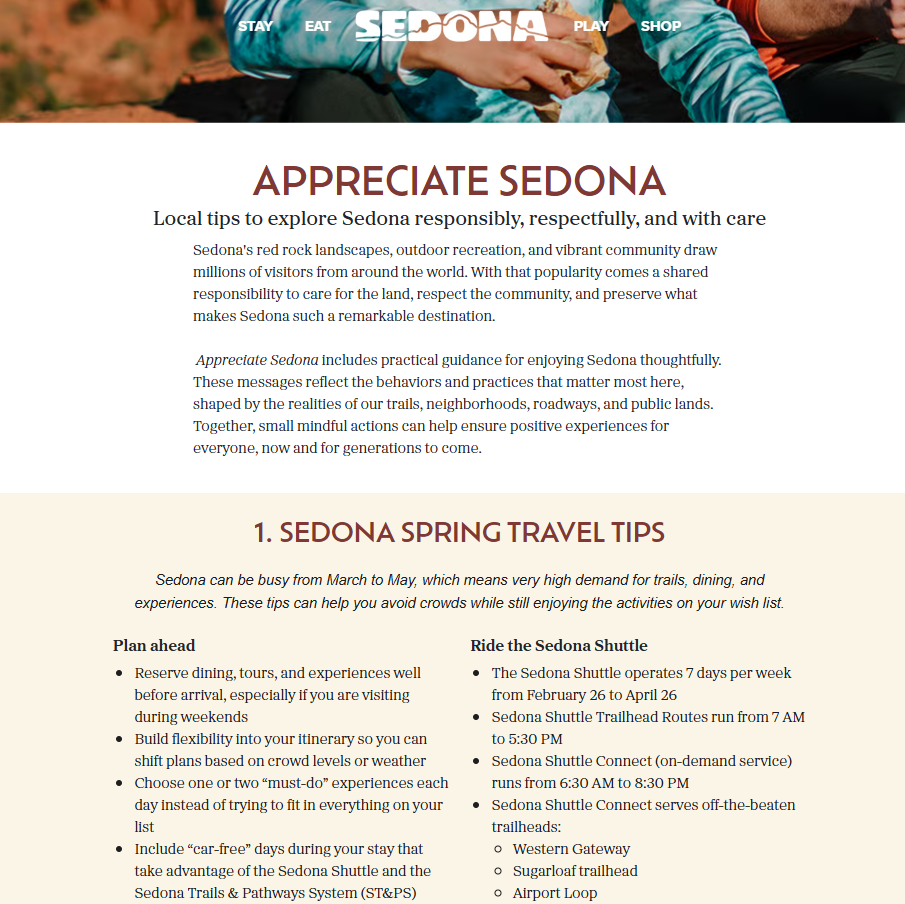 STAY EAT SEDONA PLAY SHOP
APPRECIATE SEDONA
Local tips to explore Sedona responsibly, respectfully, and with care
Sedona's red rock landscapes, outdoor recreation, and vibrant community draw
millions of visitors from around the world. With that popularity comes a shared
responsibility to care for the land, respect the community, and preserve what
makes Sedona such a remarkable destination.
Appreciate Sedona includes practical guidance for enjoying Sedona thoughtfully.
These messages reflect the behaviors and practices that matter most here,
shaped by the realities of our trails, neighborhoods, roadways, and public lands.
Together, small mindful actions can help ensure positive experiences for
everyone, now and for generations to come.
1. SEDONA SPRING TRAVEL TIPS
Sedona can be busy from March to May, which means very high demand for trails, dining, and
experiences. These tips can help you avoid crowds while still enjoying the activities on your wish list.
Plan ahead
• Reserve dining, tours, and experiences well
before arrival, especially if you are visiting
during weekends
• Build flexibility into your itinerary so you can
shift plans based on crowd levels or weather
• Choose one or two “must-do” experiences each
day instead of trying to fit in everything on your
list
• Include “car-free” days during your stay that
take advantage of the Sedona Shuttle and the
Sedona Trails & Pathways System (ST&PS)
Ride the Sedona Shuttle
• The Sedona Shuttle operates 7 days per week
from February 26 to April 26
• Sedona Shuttle Trailhead Routes run from 7 AM
to 5:30 PM
• Sedona Shuttle Connect (on-demand service)
runs from 6:30 AM to 8:30 PM
• Sedona Shuttle Connect serves off-the-beaten
trailheads:
◦ Western Gateway
◦ Sugarloaf trailhead
◦ Airport Loop